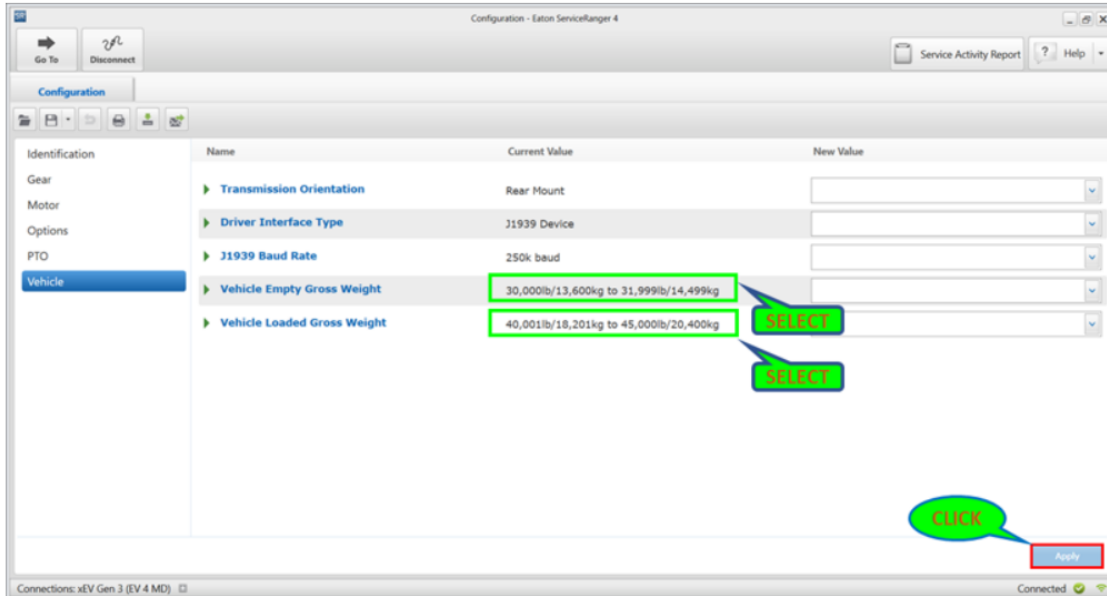 SR
Configuration - Eaton ServiceRanger 4
Go To
Disconnect
Service Activity Report
? Help
Configuration
Identification
Name Current Value New Value
Gear
Transmission Orientation Rear Mount
Motor
Driver Interface Type J1939 Device
Options
PTO
J1939 Baud Rate 250k baud
Vehicle
Vehicle Empty Gross Weight 30,000lb/13,600kg to 31,999lb/14,499kg
SELECT
Vehicle Loaded Gross Weight 40,001lb/18,201kg to 45,000lb/20,400kg
SELECT
CLICK
Apply
Connections: xEV Gen 3 (EV 4 MD)
Connected